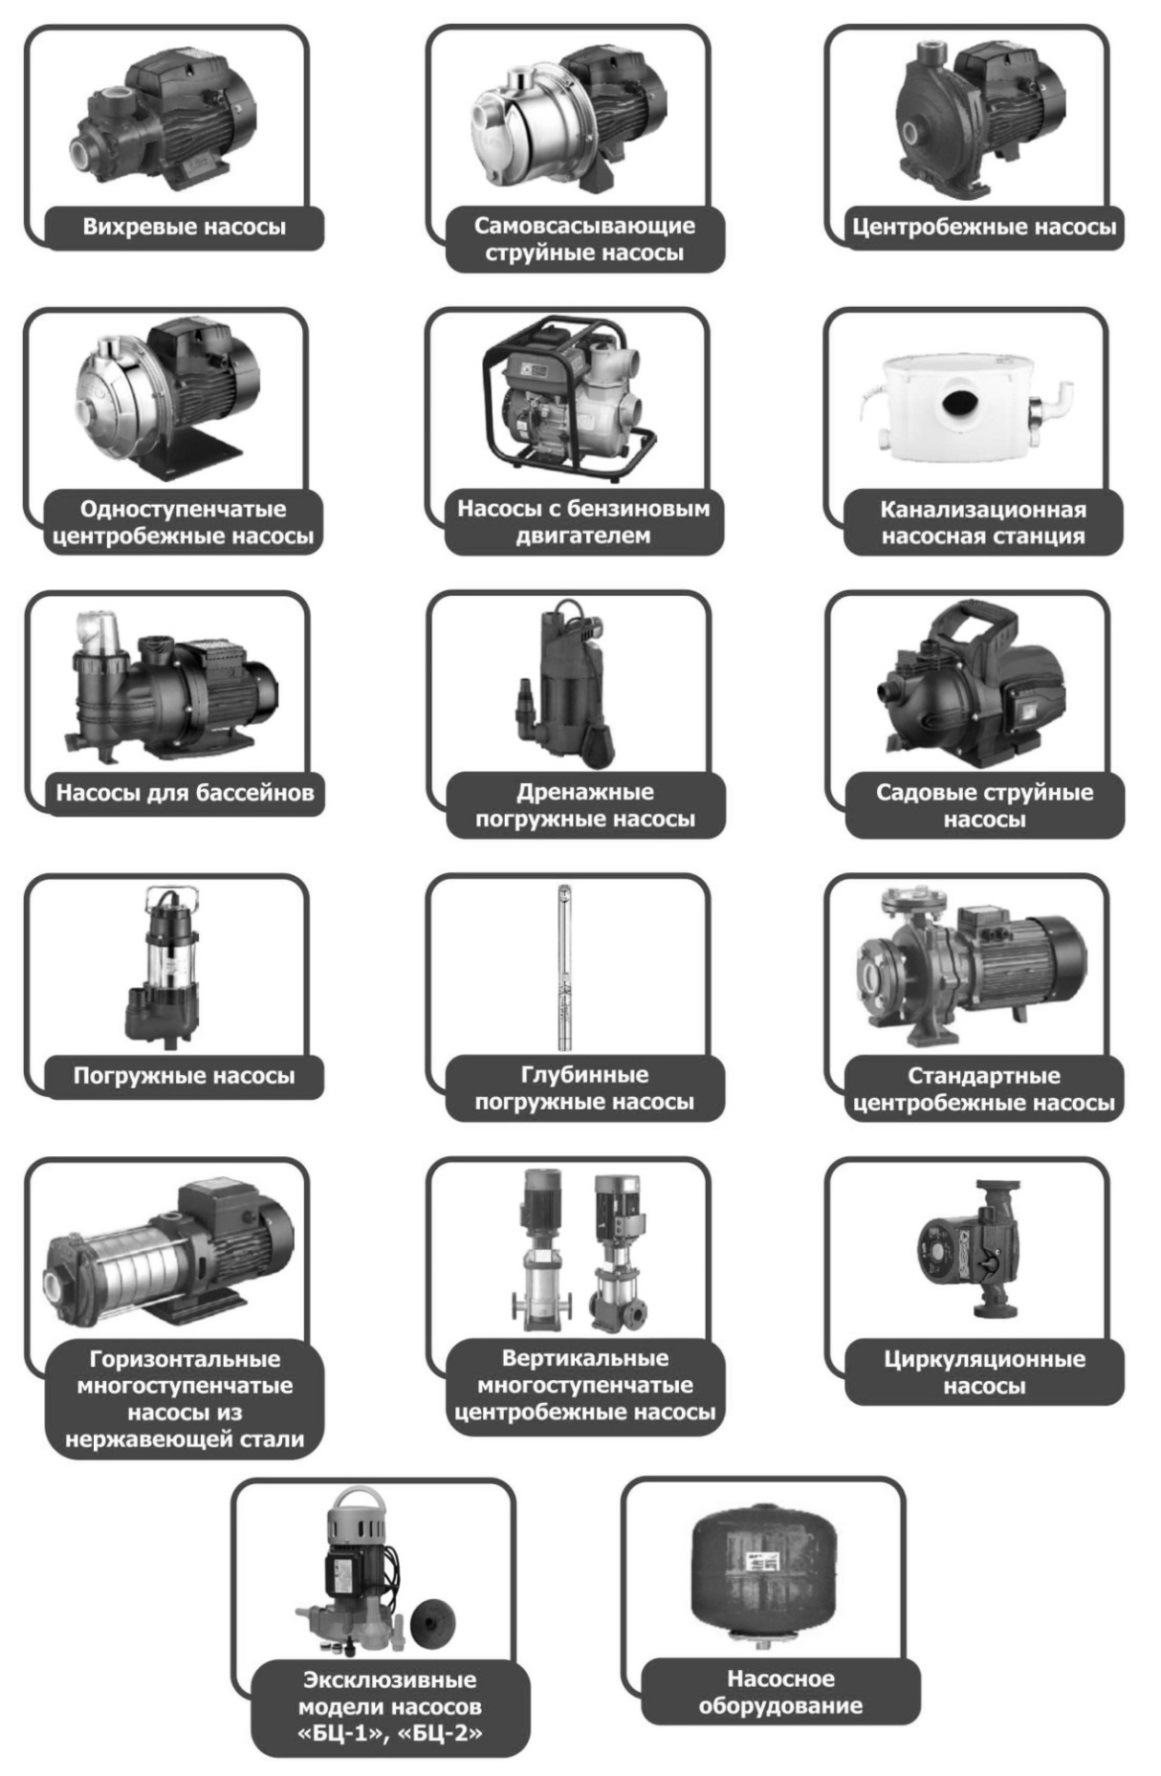 Вихревые насосы
Самовсасывающие
струйные насосы
Центробежные насосы
Одноступенчатые
центробежные насосы
Насосы с бензиновым
двигателем
Канализационная
насосная станция
Насосы для бассейнов
Дренажные
погружные насосы
Садовые струйные
насосы
Погружные насосы
Глубинные
погружные насосы
Стандартные
центробежные насосы
Горизонтальные
многоступенчатые
насосы из
нержавеющей стали
Вертикальные
многоступенчатые
центробежные насосы
Циркуляционные
насосы
Эксклюзивные
модели насосов
«БЦ-1», «БЦ-2»
Насосное
оборудование